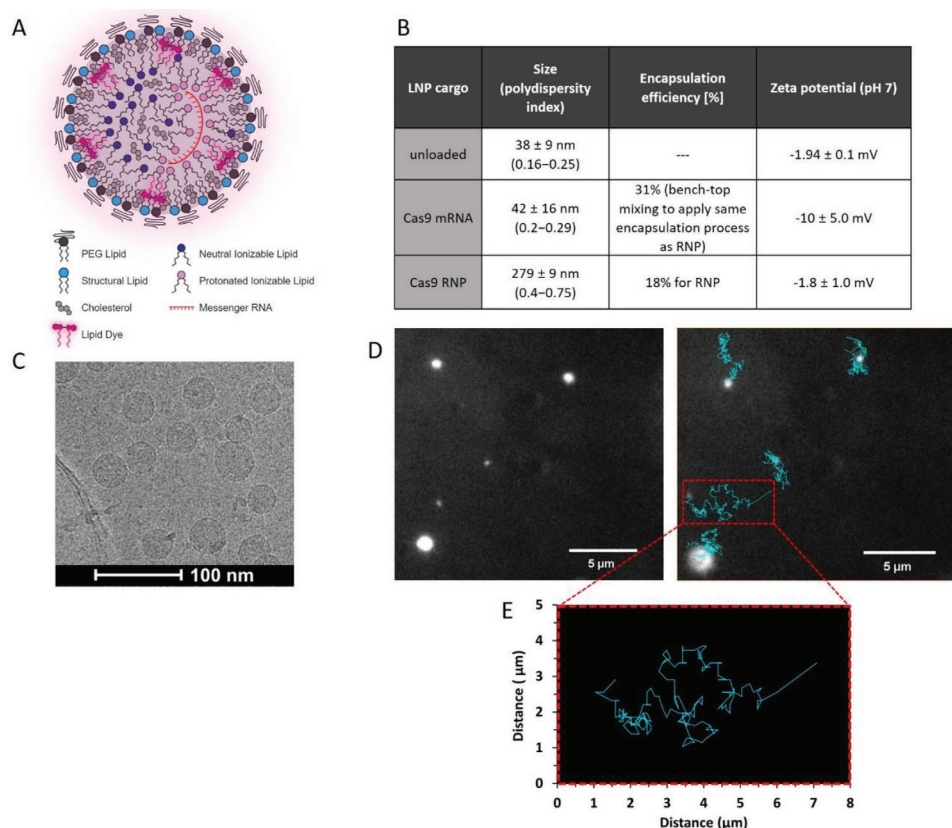 A
PEG Lipid
Neutral Ionizable Lipid
Structural Lipid
Protonated Ionizable Lipid
Cholesterol
Messenger RNA
Lipid Dye
B
LNP cargo
Size
(polydispersity
index)
Encapsulation
efficiency [%]
Zeta potential (pH 7)
unloaded
38 ± 9 nm
(0.16–0.25)
---
-1.94 ± 0.1 mV
Cas9 mRNA
42 ± 16 nm
(0.2–0.29)
31% (bench-top
mixing to apply same
encapsulation process
as RNP)
-10 ± 5.0 mV
Cas9 RNP
279 ± 9 nm
(0.4–0.75)
18% for RNP
-1.8 ± 1.0 mV
C
100 nm
D
5 µm
5 µm
E
Distance ( µm)
5
4
3
2
1
0
0 1 2 3 4 5 6 7 8
Distance (µm)